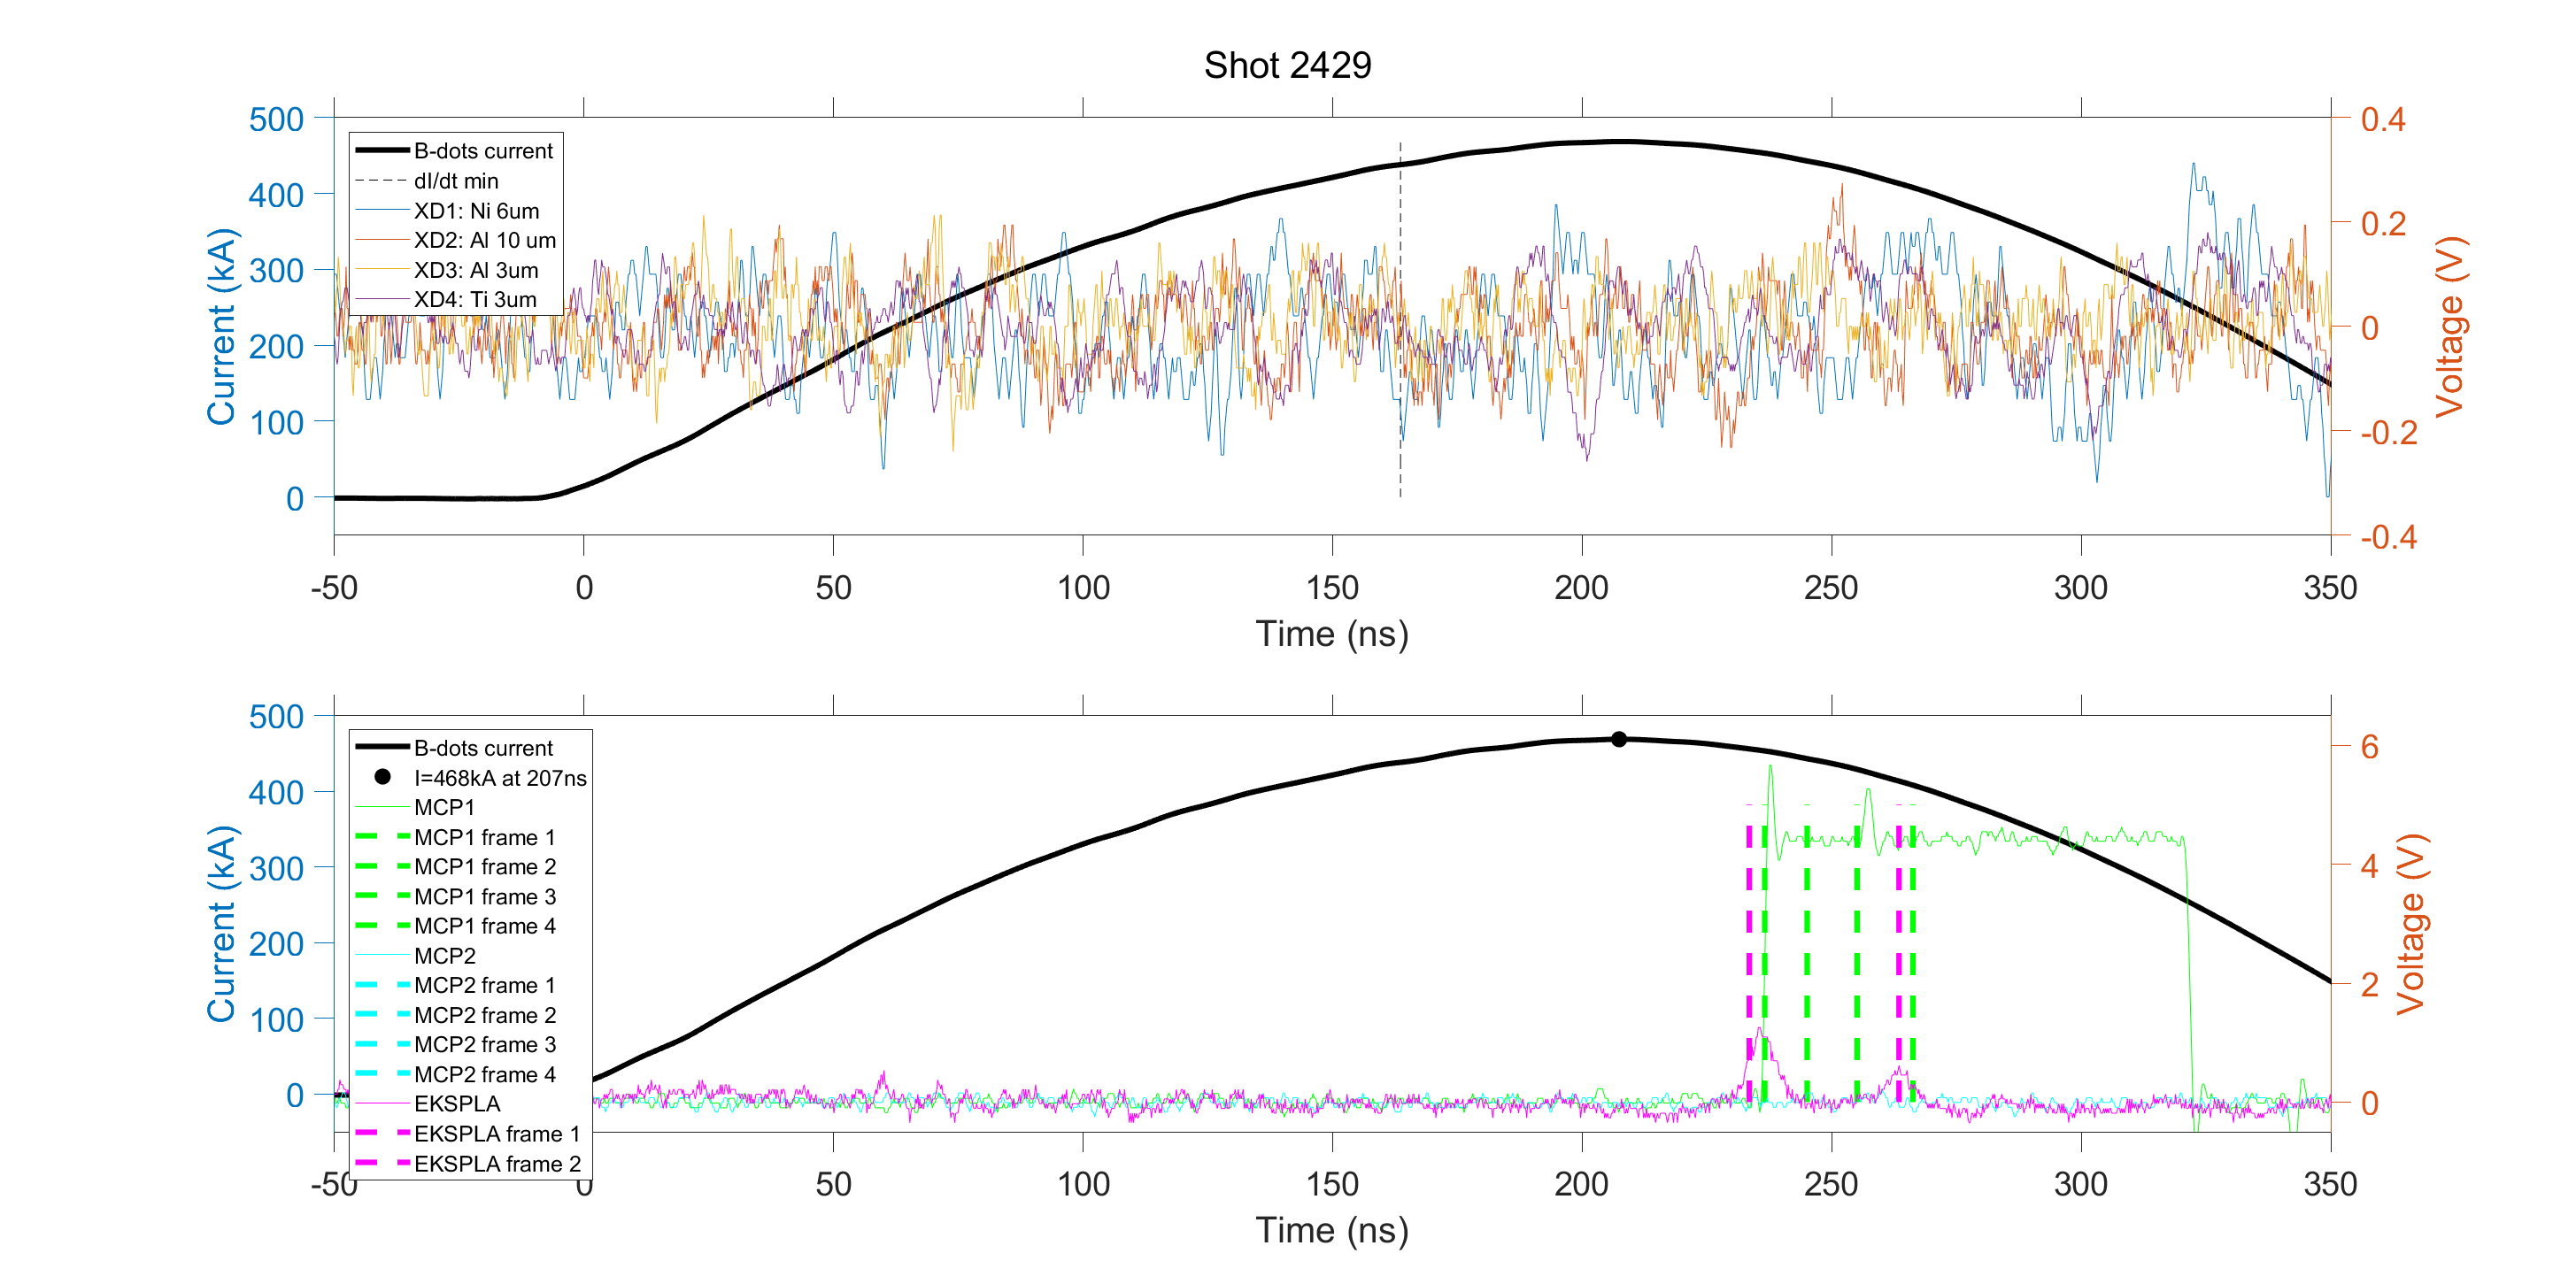 Shot 2429
500
400
300
200
100
0
Current (kA)
B-dots current
dI/dt min
XD1: Ni 6um
XD2: Al 10 um
XD3: Al 3um
XD4: Ti 3um
0.4
0.2
0
-0.2
-0.4
Voltage (V)
-50 0 50 100 150 200 250 300 350
Time (ns)
500
400
300
200
100
0
Current (kA)
B-dots current
I=468kA at 207ns
MCP1
MCP1 frame 1
MCP1 frame 2
MCP1 frame 3
MCP1 frame 4
MCP2
MCP2 frame 1
MCP2 frame 2
MCP2 frame 3
MCP2 frame 4
EKSPLA
EKSPLA frame 1
EKSPLA frame 2
6
4
2
0
Voltage (V)
-50 0 50 100 150 200 250 300 350
Time (ns)